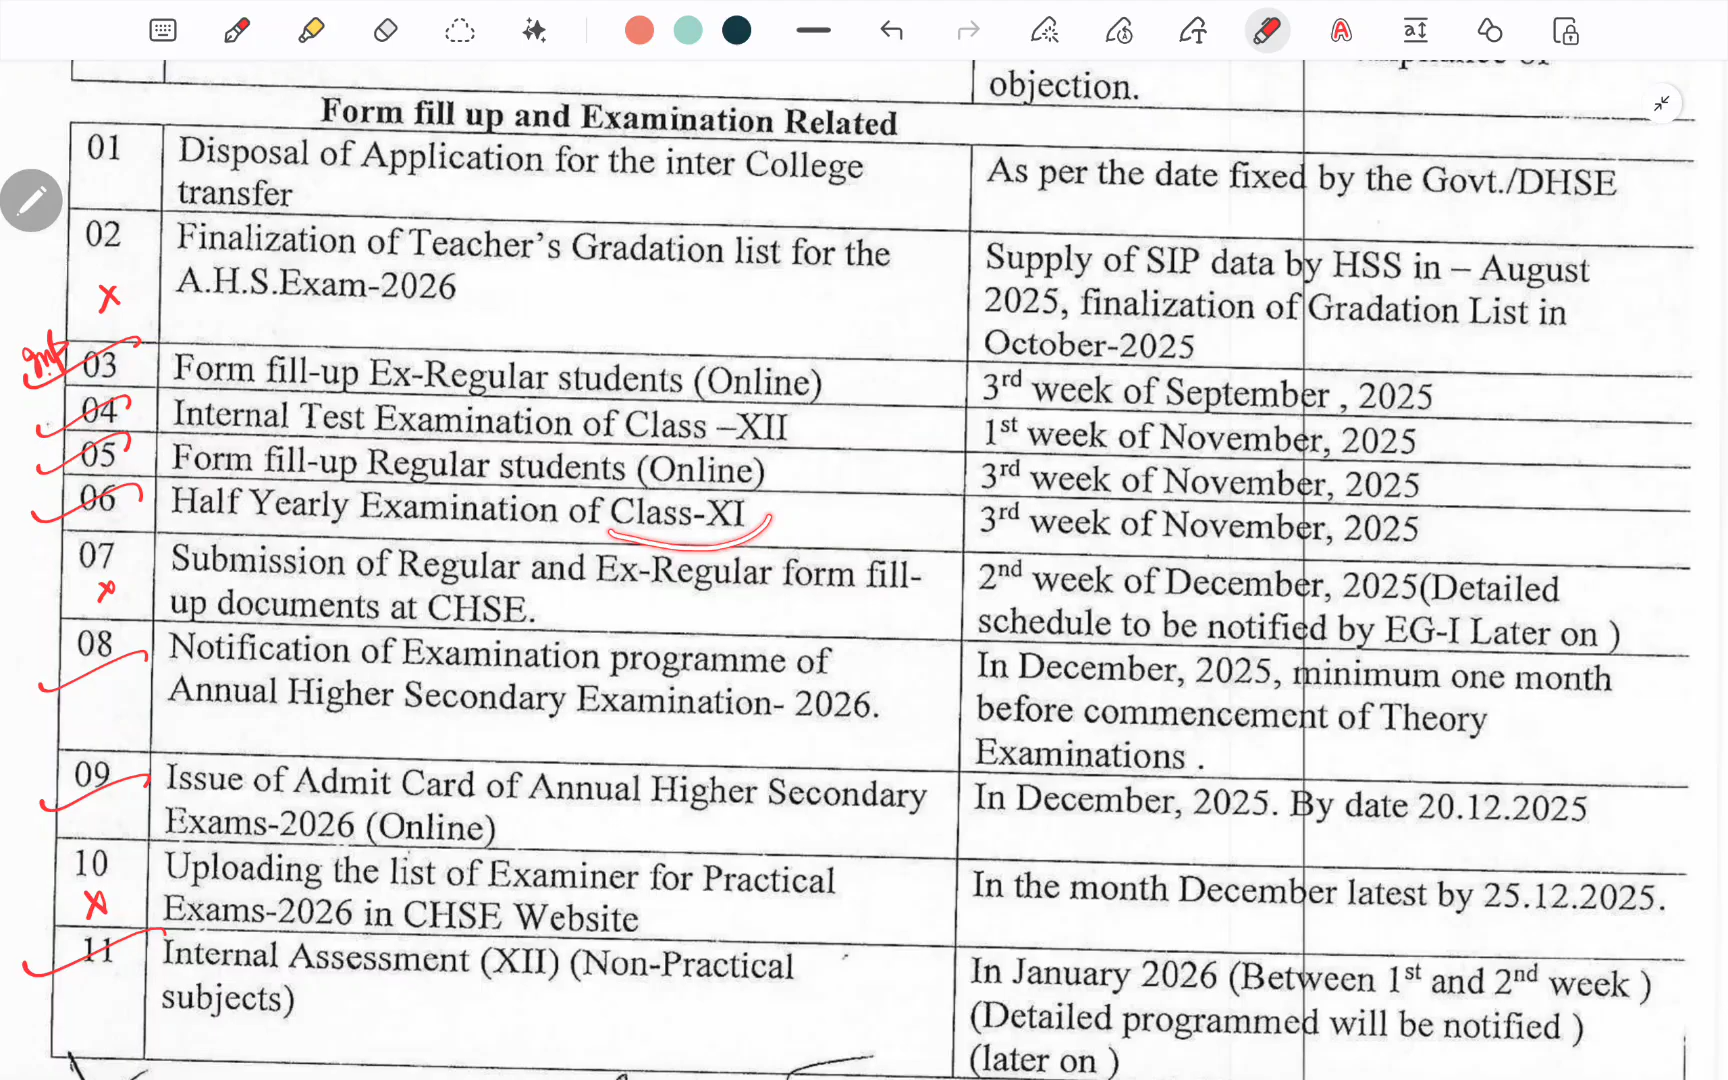 objection.
Form fill up and Examination Related
01 Disposal of Application for the inter College
transfer
As per the date fixed by the Govt./DHSE
02 Finalization of Teacher's Gradation list for the
A.H.S.Exam-2026
Supply of SIP data by HSS in – August
2025, finalization of Gradation List in
October-2025
03 Form fill-up Ex-Regular students (Online)
3rd week of September , 2025
04 Internal Test Examination of Class –XII
1st week of November, 2025
05 Form fill-up Regular students (Online)
3rd week of November, 2025
06 Half Yearly Examination of Class-XI
3rd week of November, 2025
07 Submission of Regular and Ex-Regular form fill-
up documents at CHSE.
2nd week of December, 2025(Detailed
schedule to be notified by EG-I Later on )
08 Notification of Examination programme of
Annual Higher Secondary Examination- 2026.
In December, 2025, minimum one month
before commencement of Theory
Examinations .
09 Issue of Admit Card of Annual Higher Secondary
Exams-2026 (Online)
In December, 2025. By date 20.12.2025
10 Uploading the list of Examiner for Practical
Exams-2026 in CHSE Website
In the month December latest by 25.12.2025.
11 Internal Assessment (XII) (Non-Practical
subjects)
In January 2026 (Between 1st and 2nd week )
(Detailed programmed will be notified )
(later on )